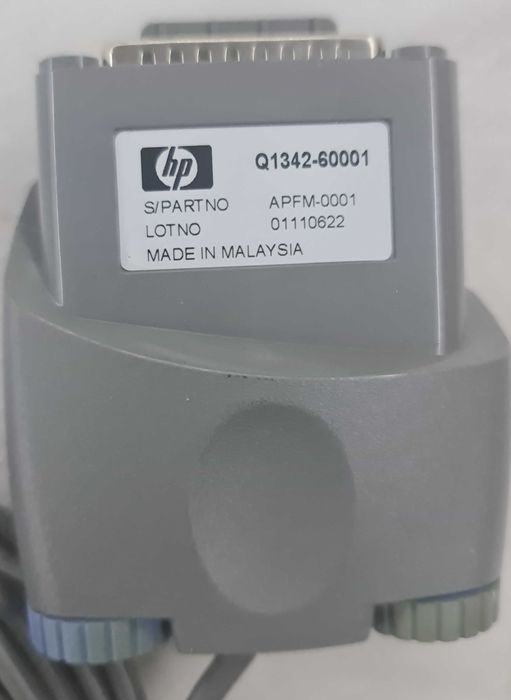 hp Q1342-60001
S/PARTNO APFM-0001
LOTNO 01110622
MADE IN MALAYSIA